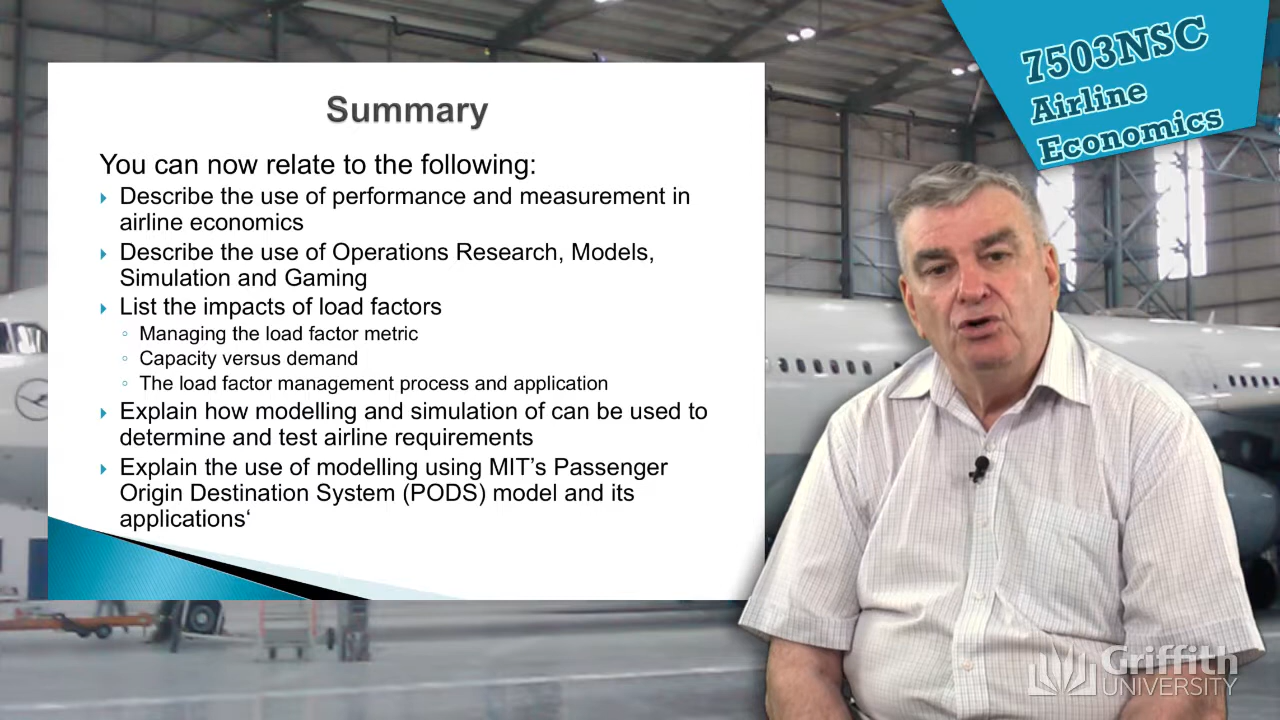 Summary
You can now relate to the following:
Describe the use of performance and measurement in
airline economics
Describe the use of Operations Research, Models,
Simulation and Gaming
List the impacts of load factors
Managing the load factor metric
Capacity versus demand
The load factor management process and application
Explain how modelling and simulation of can be used to
determine and test airline requirements
Explain the use of modelling using MIT’s Passenger
Origin Destination System (PODS) model and its
applications‘
7503NSC
Airline
Economics
Griffith
UNIVERSITY